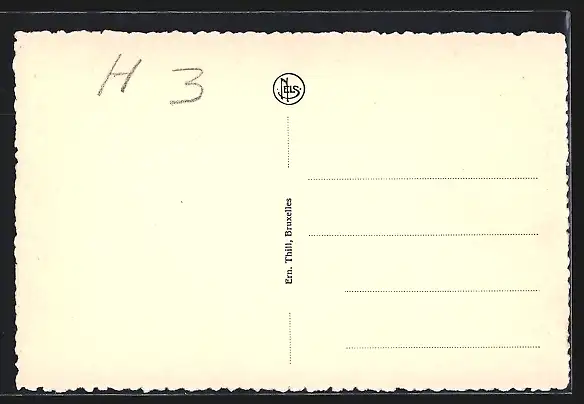 H 3
NELS
Ern. Thill, Bruxelles